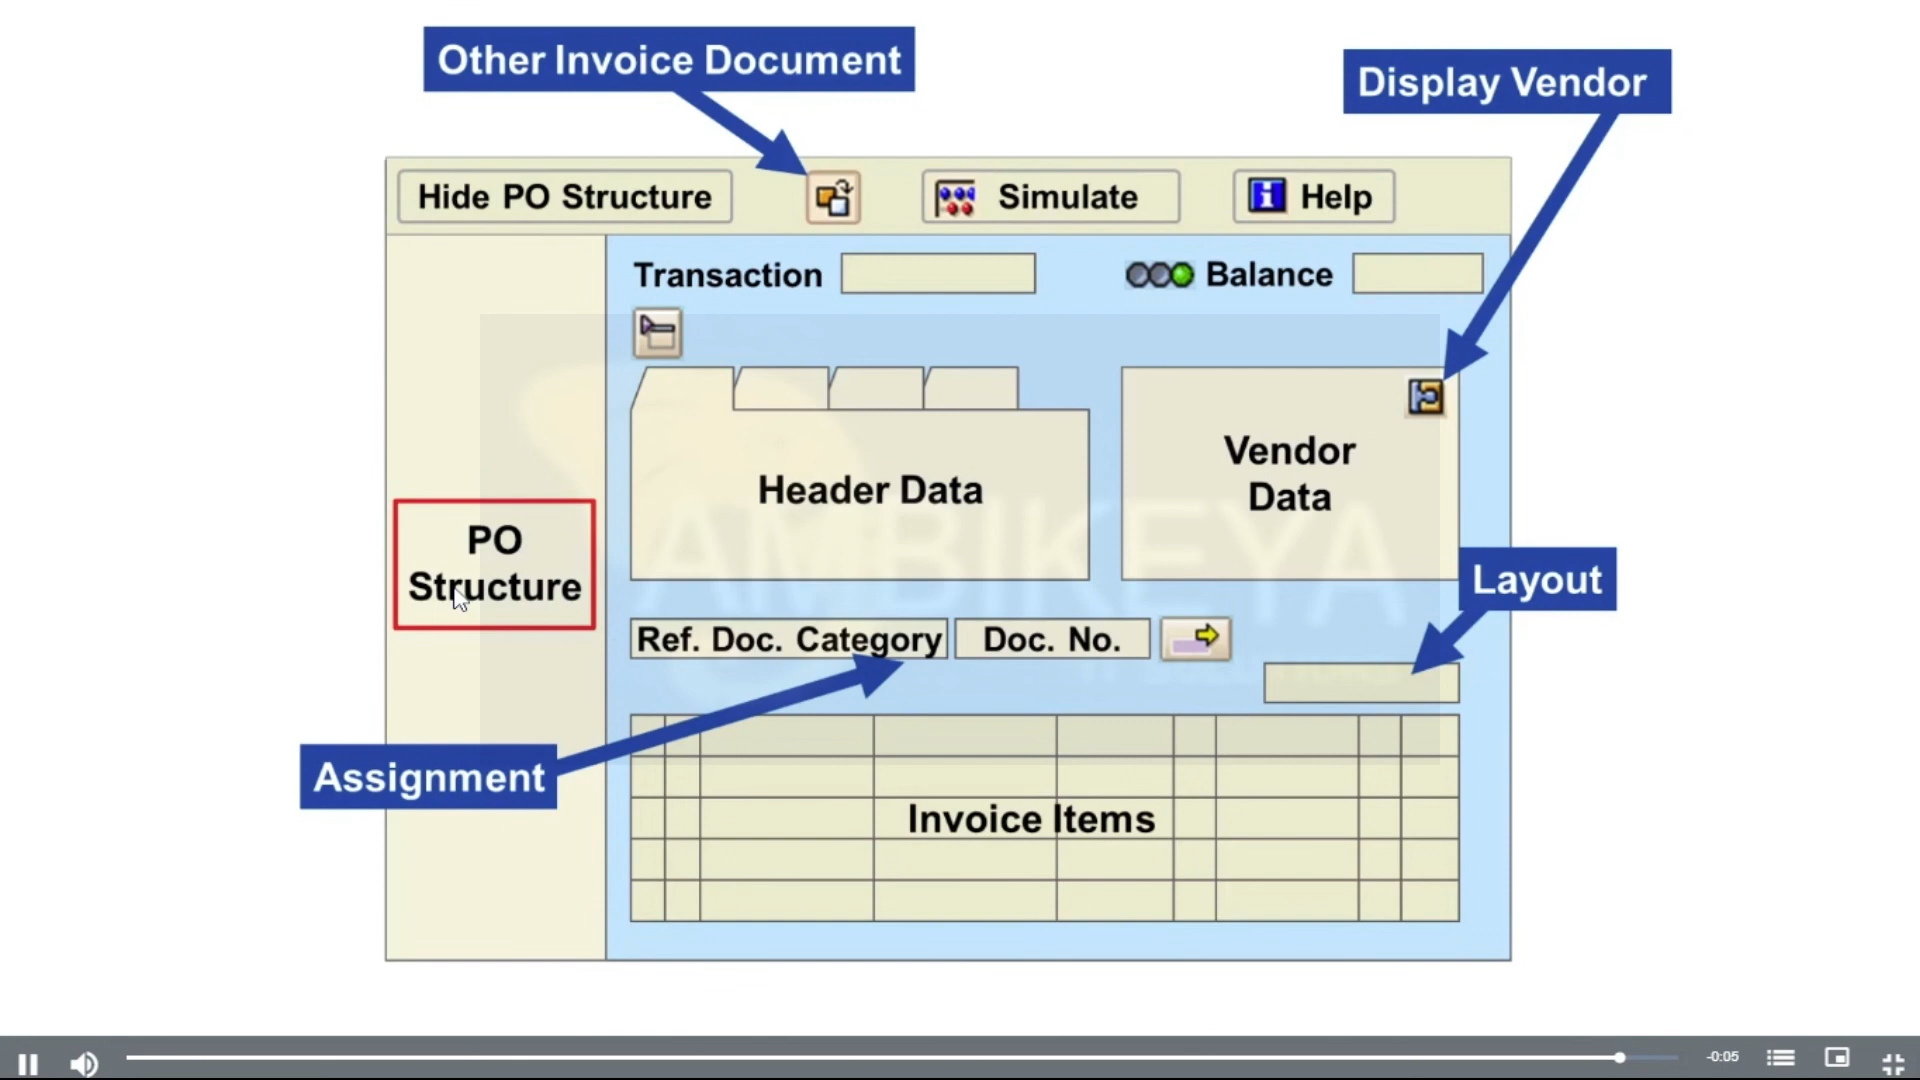 Other Invoice Document
Display Vendor
Hide PO Structure
Simulate
Help
Transaction
Balance
Header Data
Vendor
Data
PO
Structure
Layout
Ref. Doc. Category
Doc. No.
Assignment
Invoice Items
AMBIKEYA
-0:05